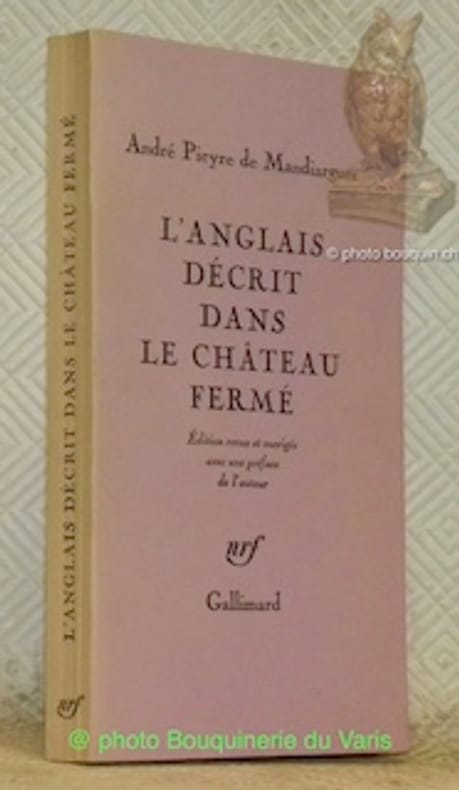 André Pieyre de Mandiargues
L'ANGLAIS
DÉCRIT
DANS
LE CHÂTEAU
FERMÉ
Édition revue et corrigée
avec une préface
de l'auteur
nrf
Gallimard
L'ANGLAIS DÉCRIT DANS LE CHÂTEAU FERMÉ
nrf
© photo bouquin.ch
@ photo Bouquinerie du Varis